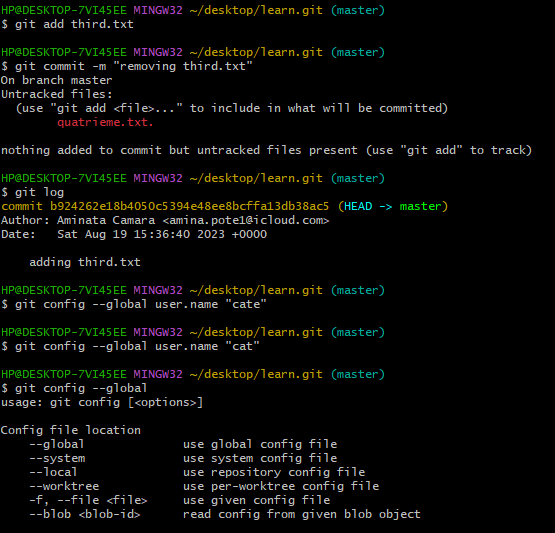 HP@DESKTOP-7VI45EE MINGW32 ~/desktop/learn.git (master)
$ git add third.txt
HP@DESKTOP-7VI45EE MINGW32 ~/desktop/learn.git (master)
$ git commit -m "removing third.txt"
On branch master
Untracked files:
  (use "git add <file>..." to include in what will be committed)
        quatrieme.txt.
nothing added to commit but untracked files present (use "git add" to track)
HP@DESKTOP-7VI45EE MINGW32 ~/desktop/learn.git (master)
$ git log
commit b924262e18b4050c5394e48ee8bcffa13db38ac5 (HEAD -> master)
Author: Aminata Camara <amina.pote1@icloud.com>
Date:   Sat Aug 19 15:36:40 2023 +0000
    adding third.txt
HP@DESKTOP-7VI45EE MINGW32 ~/desktop/learn.git (master)
$ git config --global user.name "cate"
HP@DESKTOP-7VI45EE MINGW32 ~/desktop/learn.git (master)
$ git config --global user.name "cat"
HP@DESKTOP-7VI45EE MINGW32 ~/desktop/learn.git (master)
$ git config --global
usage: git config [<options>]
Config file location
    --global              use global config file
    --system              use system config file
    --local               use repository config file
    --worktree            use per-worktree config file
    -f, --file <file>     use given config file
    --blob <blob-id>      read config from given blob object